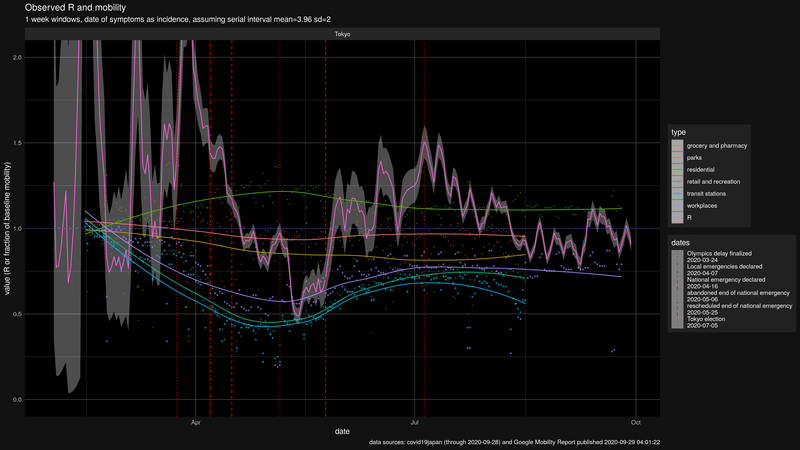 Observed R and mobility
1 week windows, date of symptoms as incidence, assuming serial interval mean=3.96 sd=2
Tokyo
2.0
1.5
1.0
0.5
0.0
value (R or fraction of baseline mobility)
Apr
Jul
Oct
date
type
grocery and pharmacy
parks
residential
retail and recreation
transit stations
workplaces
R
dates
Olympics delay finalized
2020-03-24
Local emergencies declared
2020-04-07
National emergency declared
2020-04-16
abandoned end of national emergency
2020-05-06
rescheduled end of national emergency
2020-05-25
Tokyo election
2020-07-05
data sources: covid19japan (through 2020-09-28) and Google Mobility Report published 2020-09-29 04:01:22